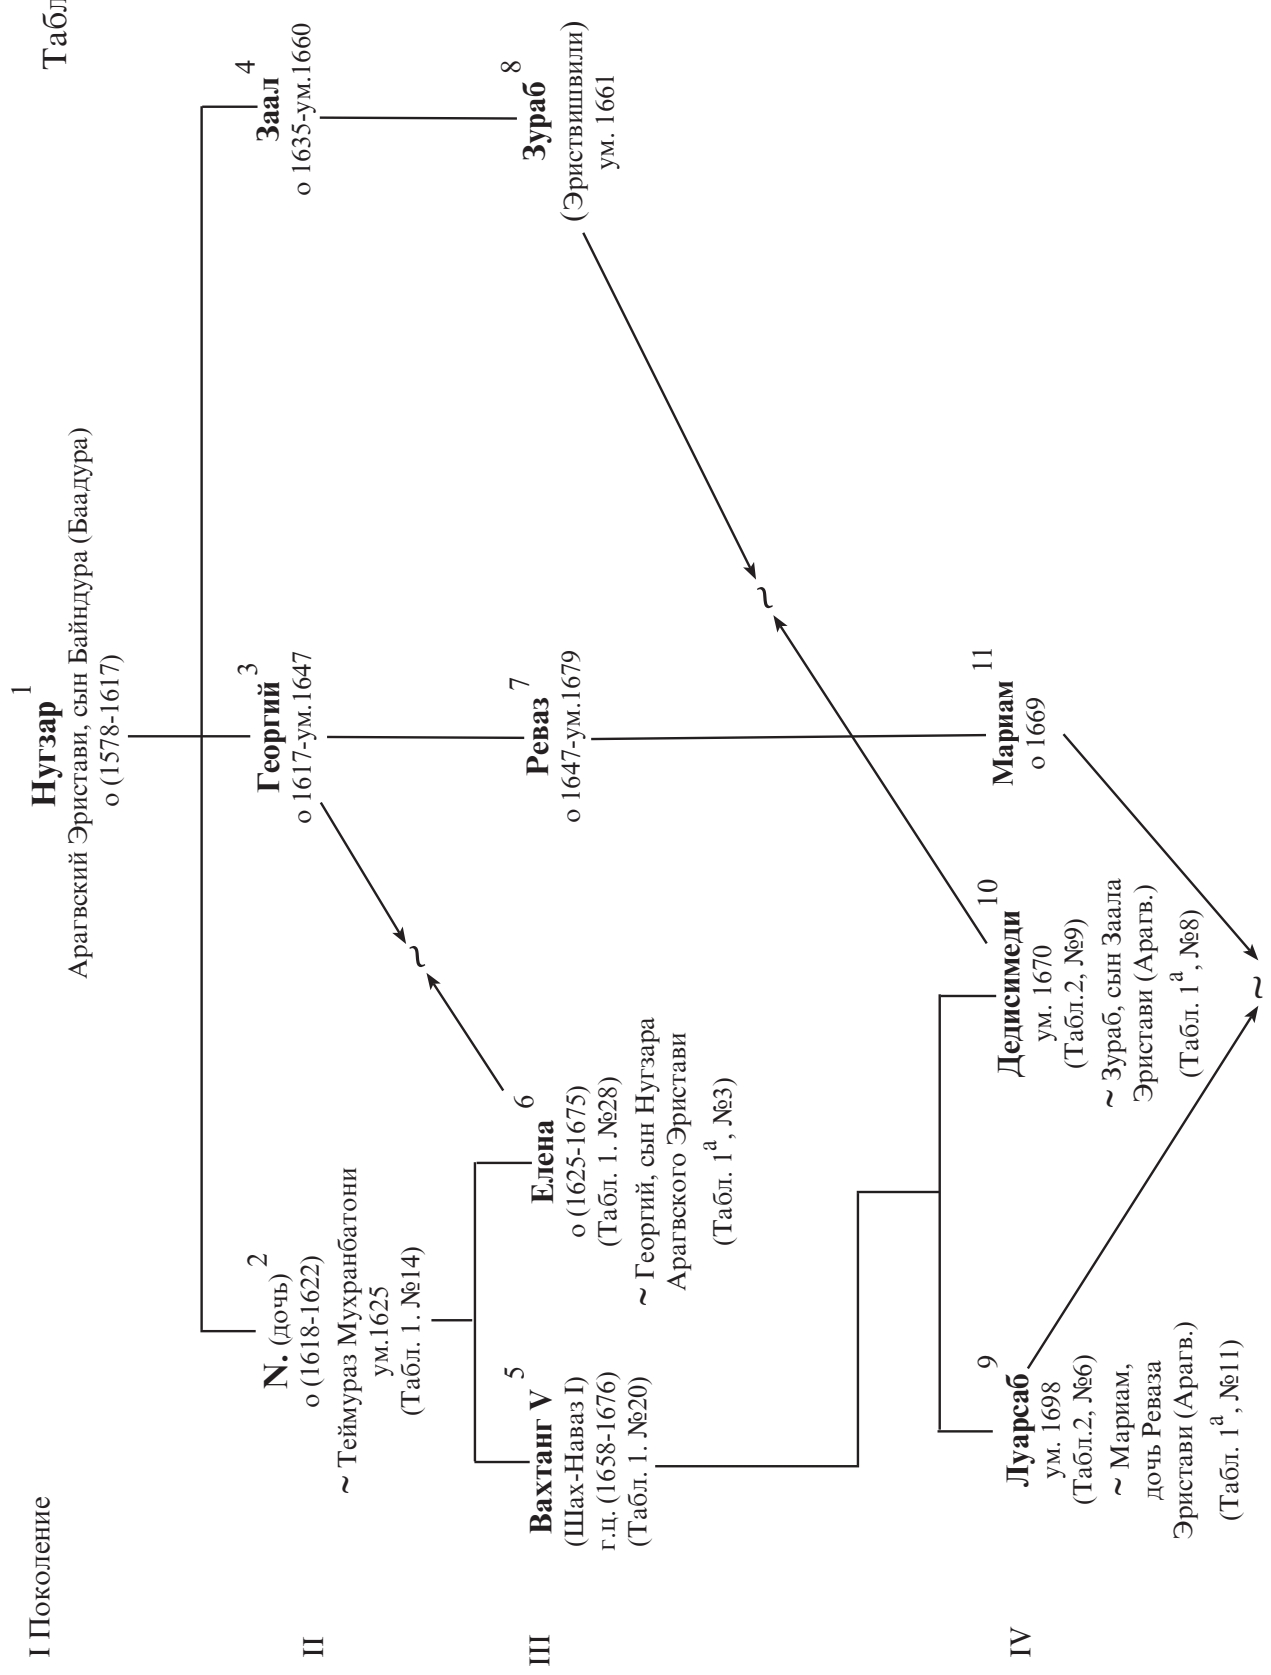 Табл
I Поколение
Нугзар 1
Арагвский Эристави, сын Байндура (Баадура)
о (1578-1617)
II
N. (дочь) 2
о (1618-1622)
~ Теймураз Мухранбатони
ум.1625
(Табл. 1. №14)
Георгий 3
о 1617-ум.1647
Заал 4
о 1635-ум.1660
~
III
Вахтанг V 5
(Шах-Наваз I)
г.ц. (1658-1676)
(Табл. 1. №20)
Елена 6
о (1625-1675)
(Табл. 1. №28)
~ Георгий, сын Нугзара
Арагвского Эристави
(Табл. 1а, №3)
Реваз 7
о 1647-ум.1679
Зураб 8
(Эриствишвили)
ум. 1661
~
IV
Луарсаб 9
ум. 1698
(Табл.2, №6)
~ Мариам,
дочь Реваза
Эристави (Арагв.)
(Табл. 1а, №11)
Дедисимеди 10
ум. 1670
(Табл.2, №9)
~ Зураб, сын Заала
Эристави (Арагв.)
(Табл. 1а, №8)
Мариам 11
о 1669
~